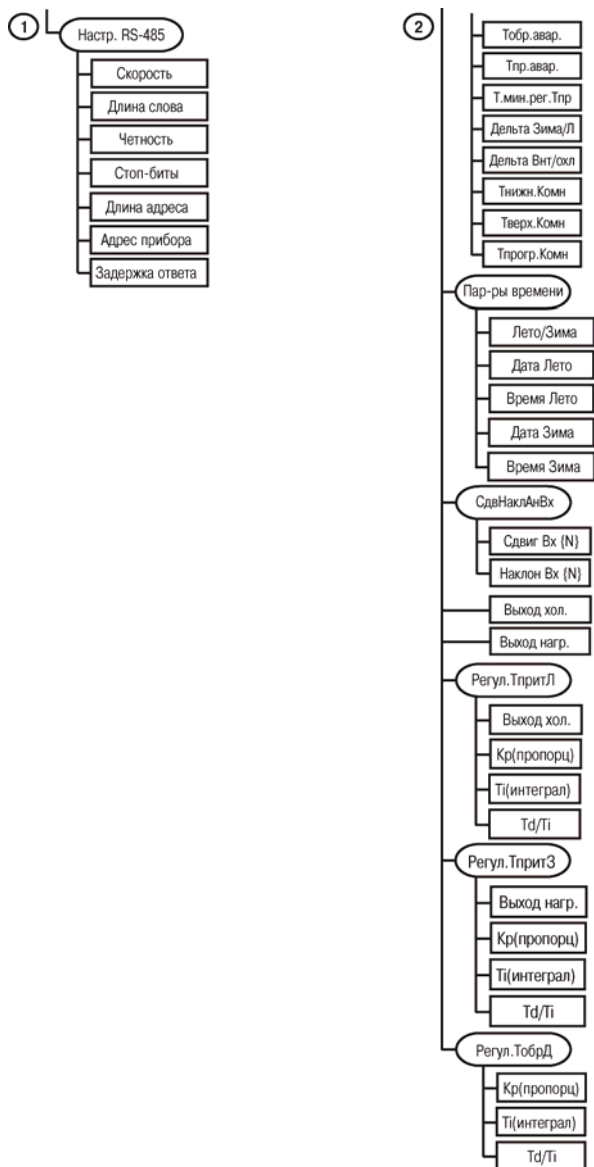 1
Настр. RS-485
Скорость
Длина слова
Четность
Стоп-биты
Длина адреса
Адрес прибора
Задержка ответа
2
Тобр.авар.
Тпр.авар.
Т.мин.рег.Тпр
Дельта Зима/Л
Дельта Внт/охл
Тнижн.Комн
Тверх.Комн
Тпрогр.Комн
Пар-ры времени
Лето/Зима
Дата Лето
Время Лето
Дата Зима
Время Зима
СдвНаклАнВх
Сдвиг Вх {N}
Наклон Вх {N}
Выход хол.
Выход нагр.
Регул.ТпритЛ
Выход хол.
Кр(пропорц)
Ti(интеграл)
Td/Ti
Регул.ТпритЗ
Выход нагр.
Кр(пропорц)
Ti(интеграл)
Td/Ti
Регул.ТобрД
Кр(пропорц)
Ti(интеграл)
Td/Ti